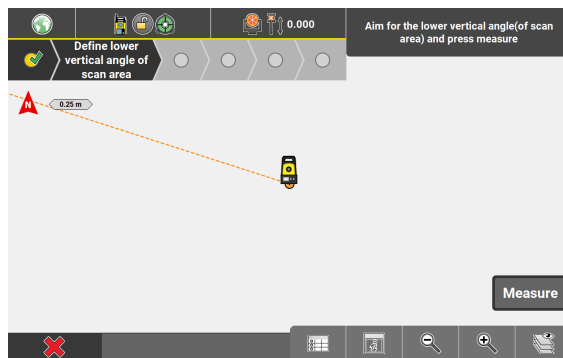 0.000
Aim for the lower vertical angle(of scan
area) and press measure
Define lower
vertical angle of
scan area
N
0.25 m
Measure